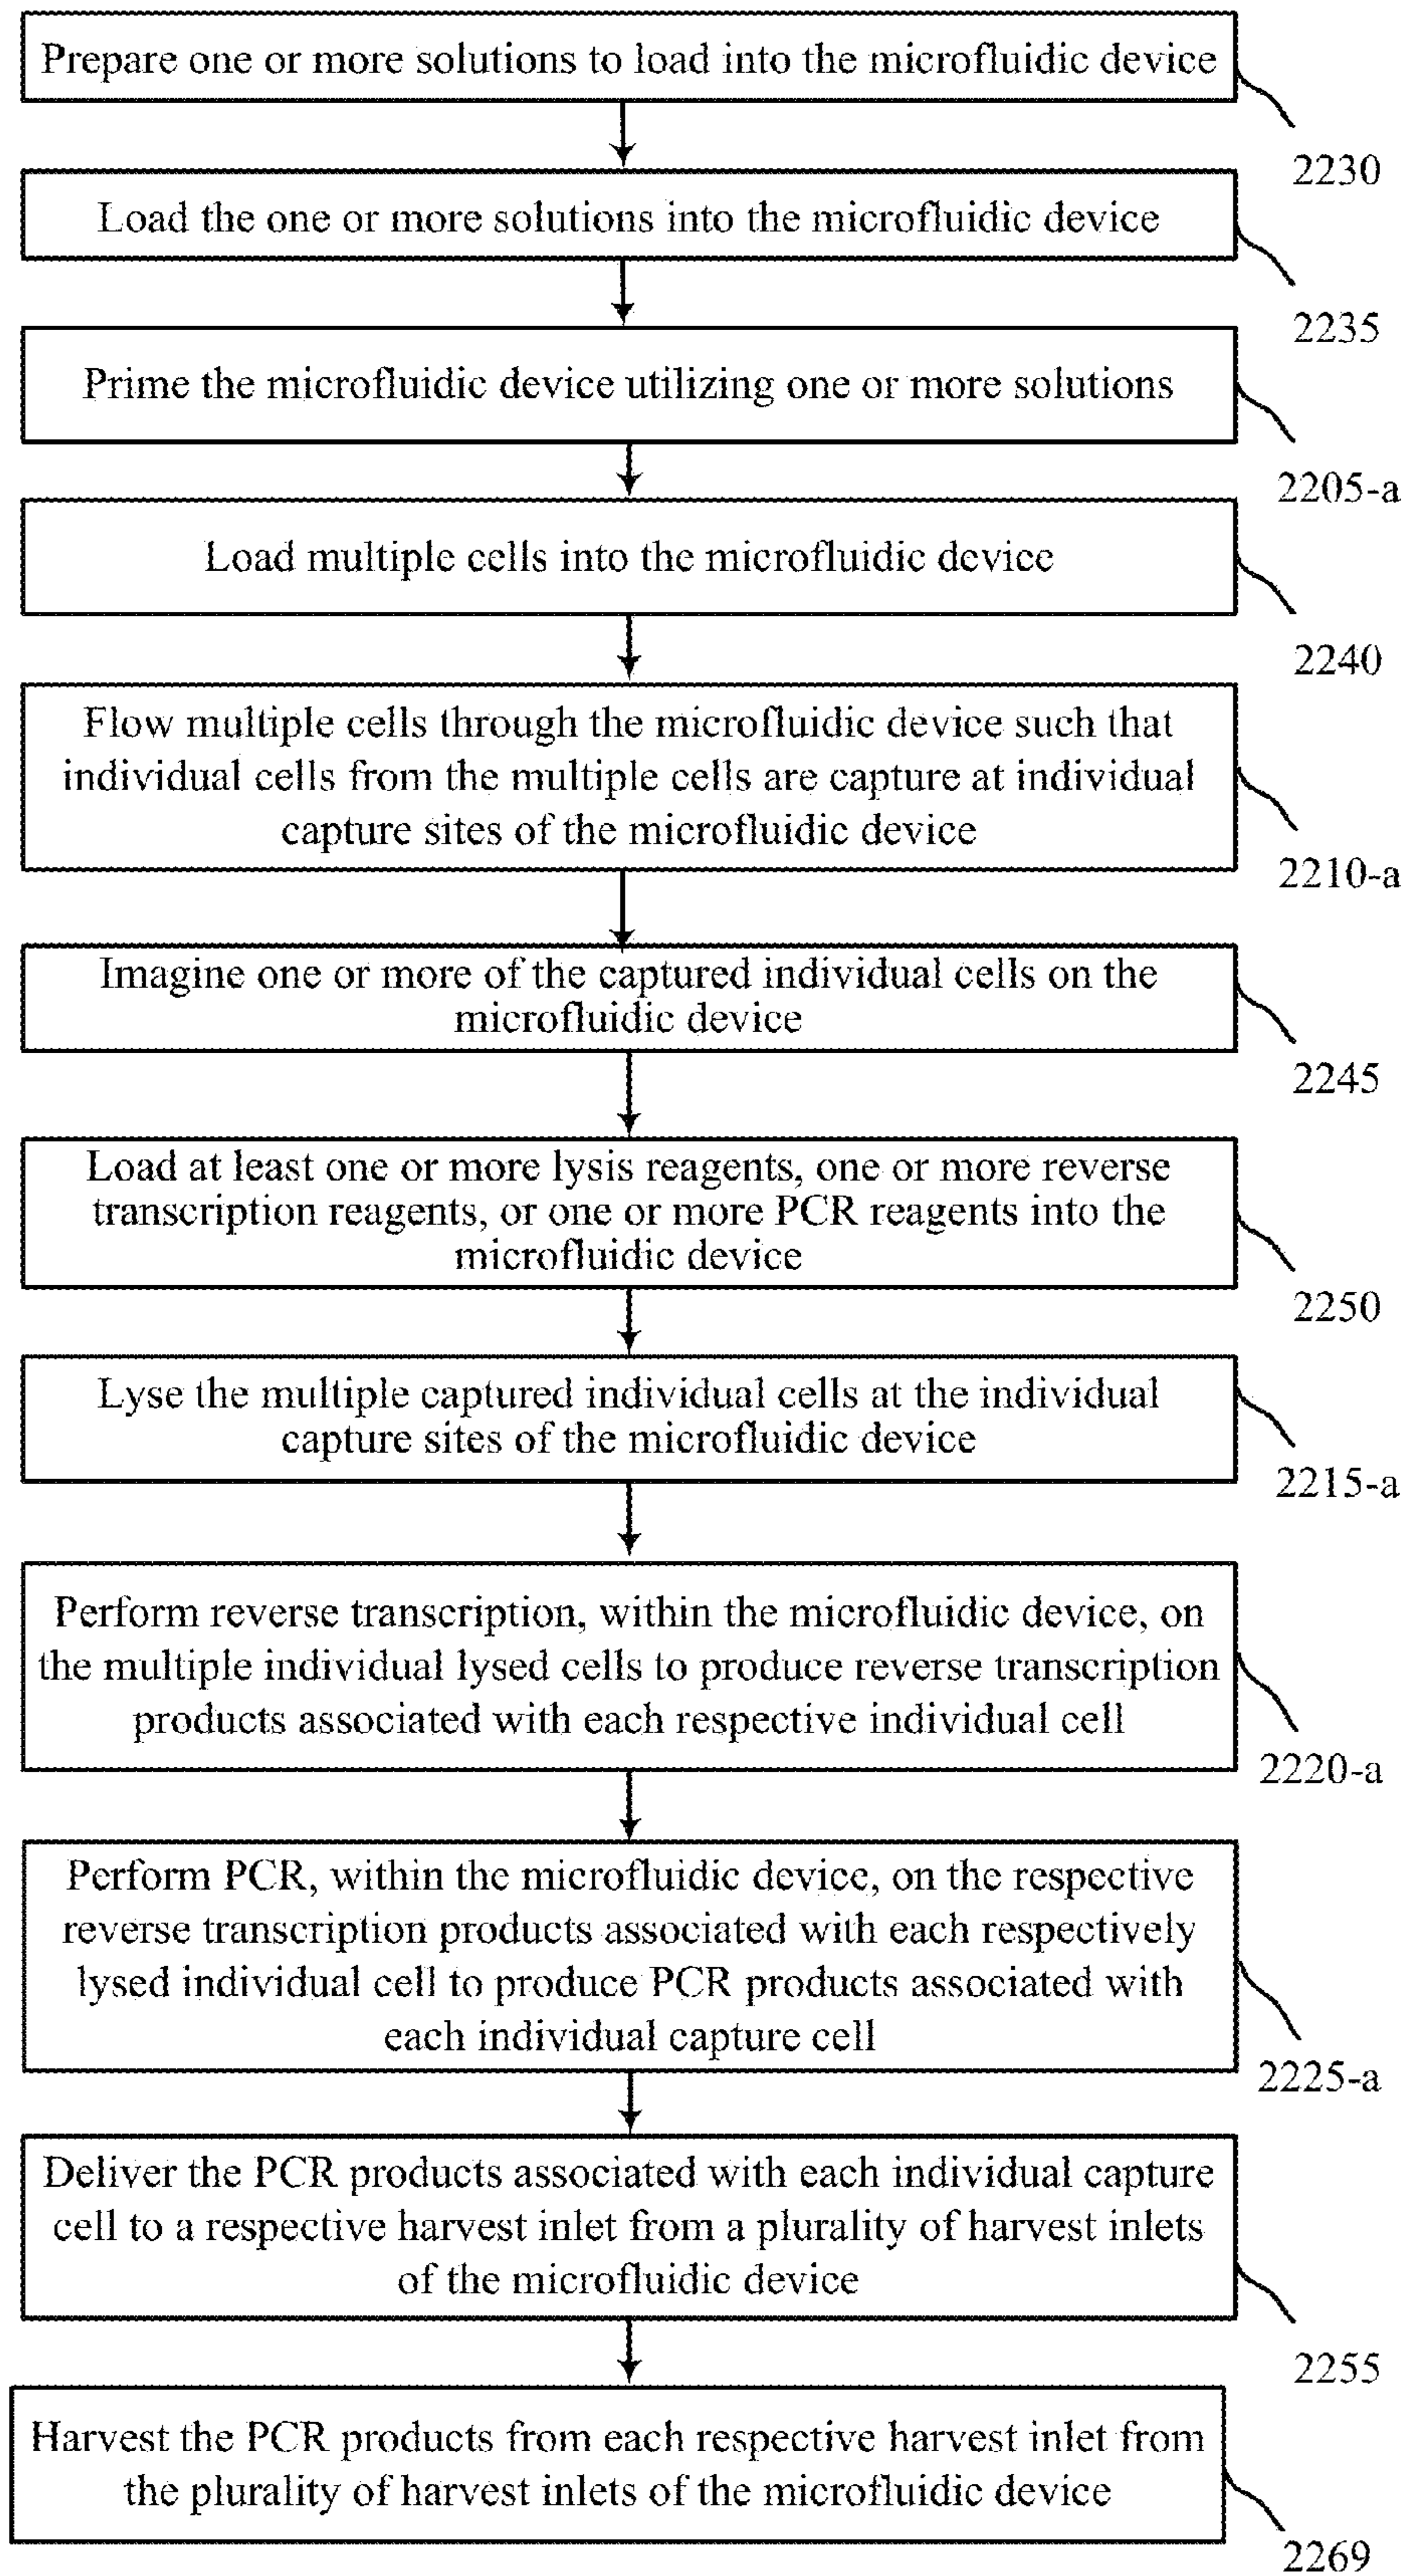 Prepare one or more solutions to load into the microfluidic device
2230
Load the one or more solutions into the microfluidic device
2235
Prime the microfluidic device utilizing one or more solutions
2205-a
Load multiple cells into the microfluidic device
2240
Flow multiple cells through the microfluidic device such that
individual cells from the multiple cells are capture at individual
capture sites of the microfluidic device
2210-a
Imagine one or more of the captured individual cells on the
microfluidic device
2245
Load at least one or more lysis reagents, one or more reverse
transcription reagents, or one or more PCR reagents into the
microfluidic device
2250
Lyse the multiple captured individual cells at the individual
capture sites of the microfluidic device
2215-a
Perform reverse transcription, within the microfluidic device, on
the multiple individual lysed cells to produce reverse transcription
products associated with each respective individual cell
2220-a
Perform PCR, within the microfluidic device, on the respective
reverse transcription products associated with each respectively
lysed individual cell to produce PCR products associated with
each individual capture cell
2225-a
Deliver the PCR products associated with each individual capture
cell to a respective harvest inlet from a plurality of harvest inlets
of the microfluidic device
2255
Harvest the PCR products from each respective harvest inlet from
the plurality of harvest inlets of the microfluidic device
2269